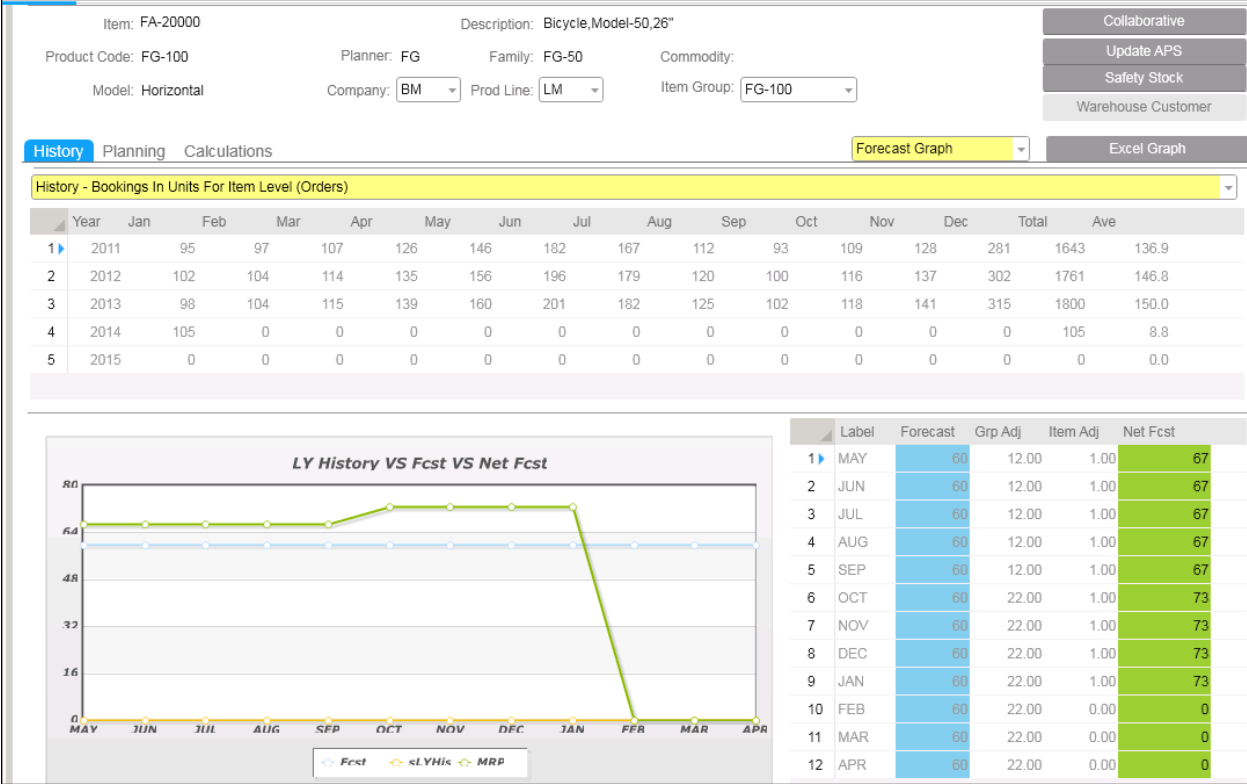 Item: FA-20000 Description: Bicycle,Model-50,26" Collaborative
Product Code: FG-100 Planner: FG Family: FG-50 Commodity: Update APS
Model: Horizontal Company: BM Prod Line: LM Item Group: FG-100 Safety Stock
Warehouse Customer
History Planning Calculations Forecast Graph Excel Graph
History - Bookings In Units For Item Level (Orders)
Year Jan Feb Mar Apr May Jun Jul Aug Sep Oct Nov Dec Total Ave
1 2011 95 97 107 126 146 182 167 112 93 109 128 281 1643 136.9
2 2012 102 104 114 135 156 196 179 120 100 116 137 302 1761 146.8
3 2013 98 104 115 139 160 201 182 125 102 118 141 315 1800 150.0
4 2014 105 0 0 0 0 0 0 0 0 0 0 0 105 8.8
5 2015 0 0 0 0 0 0 0 0 0 0 0 0 0 0.0
LY History VS Fcst VS Net Fcst
80
64
48
32
16
0
MAY JUN JUL AUG SEP OCT NOV DEC JAN FEB MAR APR
Fcst sLYHis MRP
Label Forecast Grp Adj Item Adj Net Fcst
1 MAY 60 12.00 1.00 67
2 JUN 60 12.00 1.00 67
3 JUL 60 12.00 1.00 67
4 AUG 60 12.00 1.00 67
5 SEP 60 12.00 1.00 67
6 OCT 60 22.00 1.00 73
7 NOV 60 22.00 1.00 73
8 DEC 60 22.00 1.00 73
9 JAN 60 22.00 1.00 73
10 FEB 60 22.00 0.00 0
11 MAR 60 22.00 0.00 0
12 APR 60 22.00 0.00 0